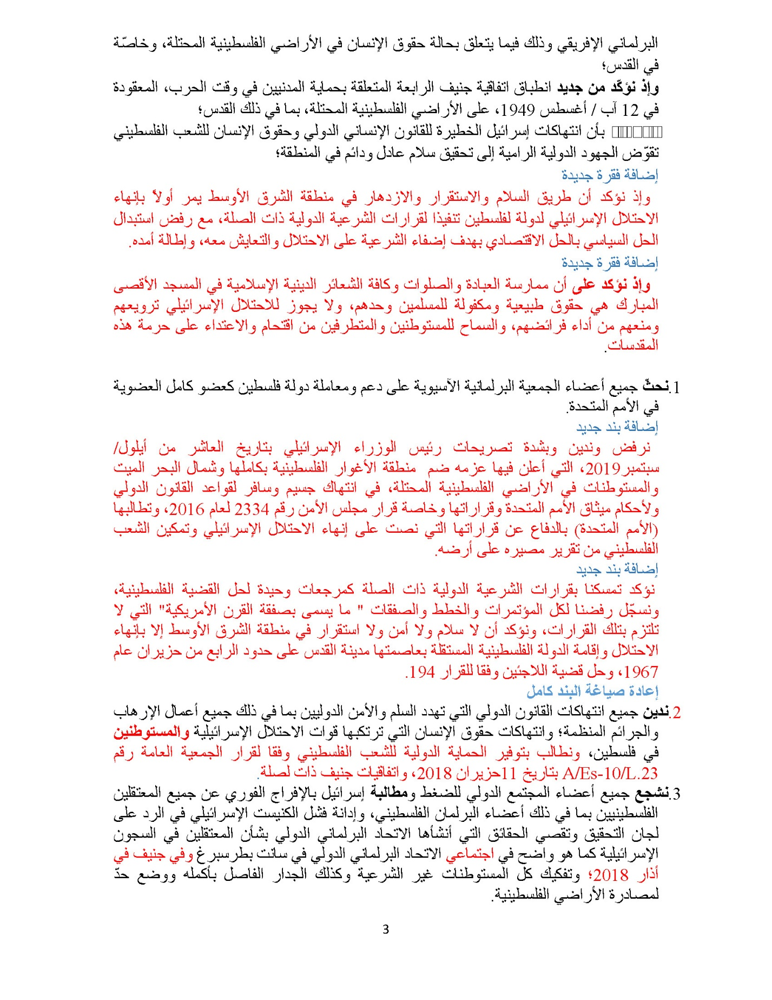 البرلماني الإفريقي وذلك فيما يتعلق بحالة حقوق الإنسان في الأراضي الفلسطينية المحتلة، وخاصّة
في القدس؛
وإذ نؤكّد من جديد انطباق اتفاقية جنيف الرابعة المتعلقة بحماية المدنيين في وقت الحرب، المعقودة
في 12 آب / أغسطس 1949، على الأراضي الفلسطينية المحتلة، بما في ذلك القدس؛
بأن انتهاكات إسرائيل الخطيرة للقانون الإنساني الدولي وحقوق الإنسان للشعب الفلسطيني
تقوّض الجهود الدولية الرامية إلى تحقيق سلام عادل ودائم في المنطقة؛
إضافة فقرة جديدة
وإذ نؤكد أن طريق السلام والاستقرار والازدهار في منطقة الشرق الأوسط يمر أولاً بإنهاء
الاحتلال الإسرائيلي لدولة لفلسطين تنفيذا لقرارات الشرعية الدولية ذات الصلة، مع رفض استبدال
الحل السياسي بالحل الاقتصادي بهدف إضفاء الشرعية على الاحتلال والتعايش معه، وإطالة أمده.
إضافة فقرة جديدة
وإذ نؤكد على أن ممارسة العبادة والصلوات وكافة الشعائر الدينية الإسلامية في المسجد الأقصى
المبارك هي حقوق طبيعية ومكفولة للمسلمين وحدهم، ولا يجوز للاحتلال الإسرائيلي ترويعهم
ومنعهم من أداء فرائضهم، والسماح للمستوطنين والمتطرفين من اقتحام والاعتداء على حرمة هذه
المقدسات.
1.نحثّ جميع أعضاء الجمعية البرلمانية الآسيوية على دعم ومعاملة دولة فلسطين كعضو كامل العضوية
في الأمم المتحدة.
إضافة بند جديد
نرفض وندين وبشدة تصريحات رئيس الوزراء الإسرائيلي بتاريخ العاشر من أيلول/
سبتمبر2019، التي أعلن فيها عزمه ضم منطقة الأغوار الفلسطينية بكاملها وشمال البحر الميت
والمستوطنات في الأراضي الفلسطينية المحتلة، في انتهاك جسيم وسافر لقواعد القانون الدولي
ولأحكام ميثاق الأمم المتحدة وقراراتها وخاصة قرار مجلس الأمن رقم 2334 لعام 2016، وتطالبها
(الأمم المتحدة) بالدفاع عن قراراتها التي نصت على إنهاء الاحتلال الإسرائيلي وتمكين الشعب
الفلسطيني من تقرير مصيره على أرضه.
إضافة بند جديد
نؤكد تمسكنا بقرارات الشرعية الدولية ذات الصلة كمرجعات وحيدة لحل القضية الفلسطينية،
ونسجّل رفضنا لكل المؤتمرات والخطط والصفقات " ما يسمى بصفقة القرن الأمريكية" التي لا
تلتزم بتلك القرارات، ونؤكد أن لا سلام ولا أمن ولا استقرار في منطقة الشرق الأوسط إلا بإنهاء
الاحتلال وإقامة الدولة الفلسطينية المستقلة بعاصمتها مدينة القدس على حدود الرابع من حزيران عام
1967، وحل قضية اللاجئين وفقا للقرار 194.
إعادة صياغة البند كامل
2.ندين جميع انتهاكات القانون الدولي التي تهدد السلم والأمن الدوليين بما في ذلك جميع أعمال الإرهاب
والجرائم المنظمة؛ وانتهاكات حقوق الإنسان التي ترتكبها قوات الاحتلال الإسرائيلية والمستوطنين
في فلسطين، ونطالب بتوفير الحماية الدولية للشعب الفلسطيني وفقا لقرار الجمعية العامة رقم
A/Es-10/L.23 بتاريخ 11حزيران 2018، واتفاقيات جنيف ذات لصلة.
3.نشجع جميع أعضاء المجتمع الدولي للضغط ومطالبة إسرائيل بالإفراج الفوري عن جميع المعتقلين
الفلسطينيين بما في ذلك أعضاء البرلمان الفلسطيني، وإدانة فشل الكنيست الإسرائيلي في الرد على
لجان التحقيق وتقصي الحقائق التي أنشأها الاتحاد البرلماني الدولي بشأن المعتقلين في السجون
الإسرائيلية كما هو واضح في اجتماعي الاتحاد البرلماني الدولي في سانت بطرسبرغ وفي جنيف في
أذار 2018؛ وتفكيك كل المستوطنات غير الشرعية وكذلك الجدار الفاصل بأكمله ووضع حدّ
لمصادرة الأراضي الفلسطينية.
3